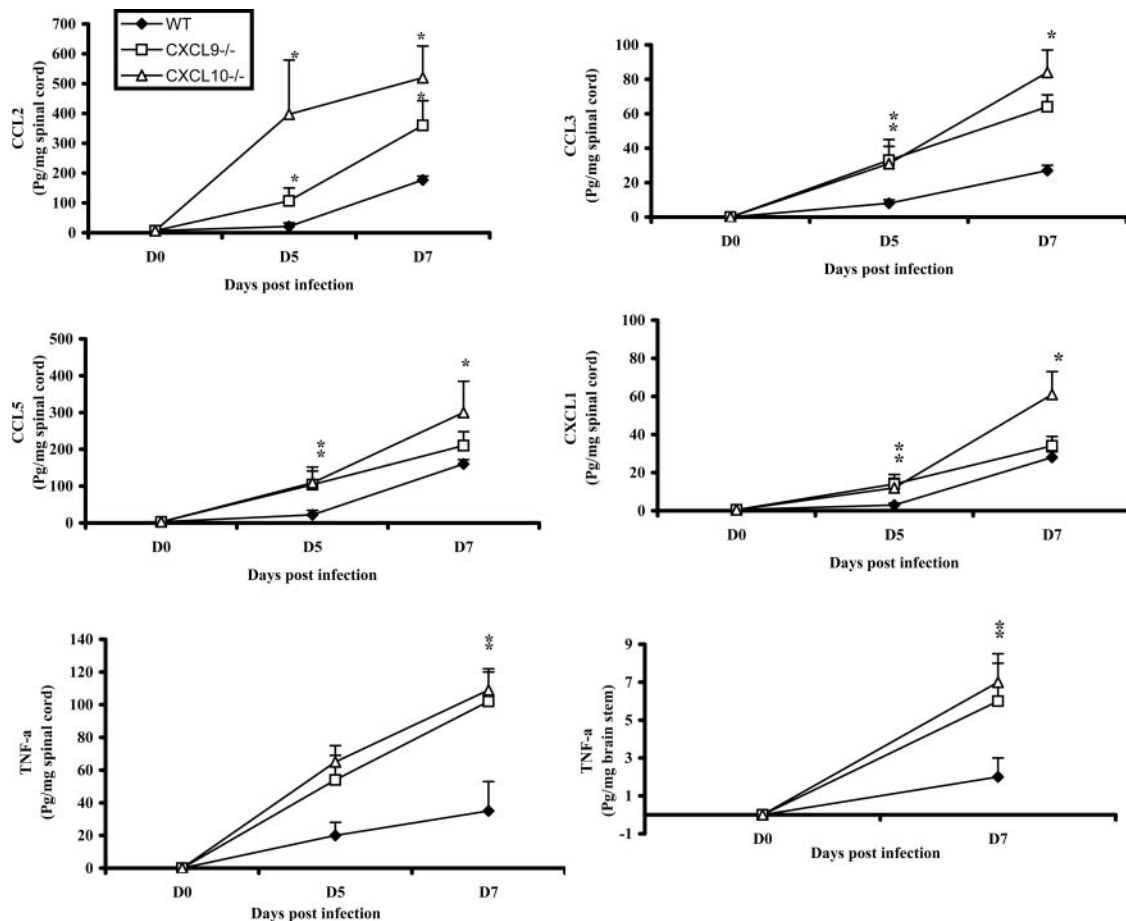 WT
CXCL9-/-
CXCL10-/-
700
600
500
400
300
200
100
0
CCL2
(Pg/mg spinal cord)
*
*
*
*
D0 D5 D7
Days post infection
100
80
60
40
20
0
CCL3
(Pg/mg spinal cord)
*
*
*
D0 D5 D7
Days post infection
500
400
300
200
100
0
CCL5
(Pg/mg spinal cord)
*
*
*
D0 D5 D7
Days post infection
100
80
60
40
20
0
CXCL1
(Pg/mg spinal cord)
*
*
*
D0 D5 D7
Days post infection
140
120
100
80
60
40
20
0
TNF-a
(Pg/mg spinal cord)
*
*
D0 D5 D7
Days post infection
9
7
5
3
1
-1
TNF-a
(Pg/mg brain stem)
*
*
D0 D7
Days post infection